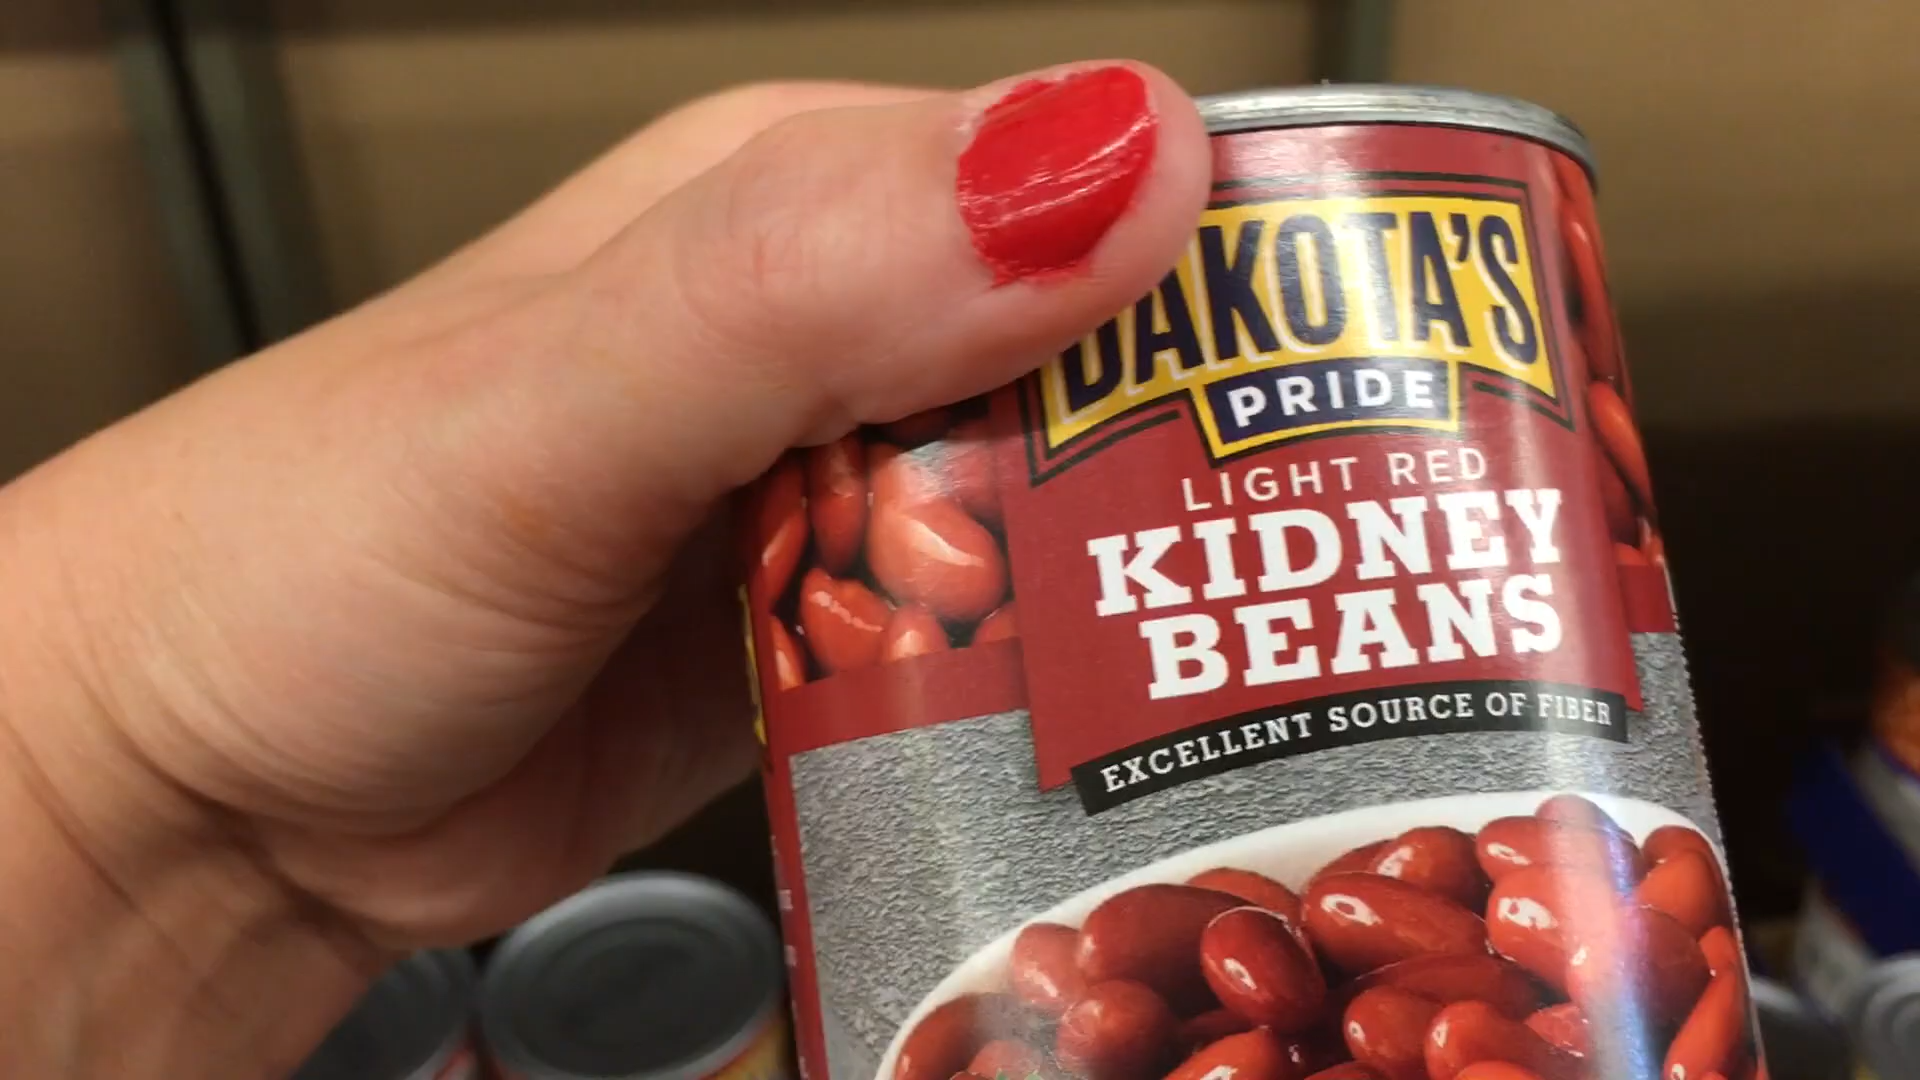 DAKOTA'S
PRIDE
LIGHT RED
KIDNEY
BEANS
EXCELLENT SOURCE OF FIBER